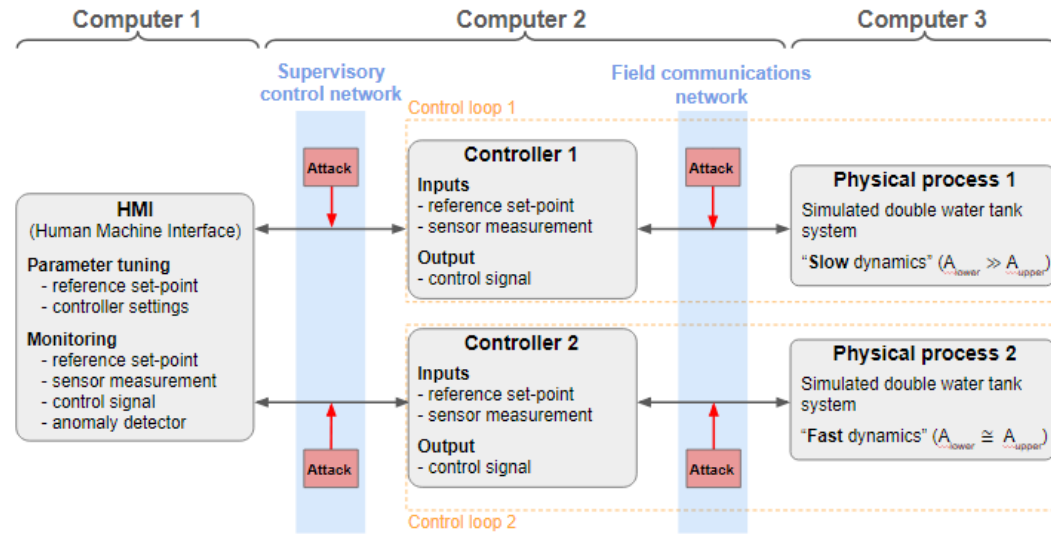 Computer 1
Computer 2
Computer 3
Supervisory
control network
Field communications
network
Control loop 1
Attack
Attack
Controller 1
Inputs
- reference set-point
- sensor measurement
Output
- control signal
Physical process 1
Simulated double water tank
system
“Slow dynamics” (A lower ≫ A upper)
HMI
(Human Machine Interface)
Parameter tuning
- reference set-point
- controller settings
Monitoring
- reference set-point
- sensor measurement
- control signal
- anomaly detector
Controller 2
Inputs
- reference set-point
- sensor measurement
Output
- control signal
Physical process 2
Simulated double water tank
system
“Fast dynamics” (A lower ≅ A upper)
Attack
Attack
Control loop 2